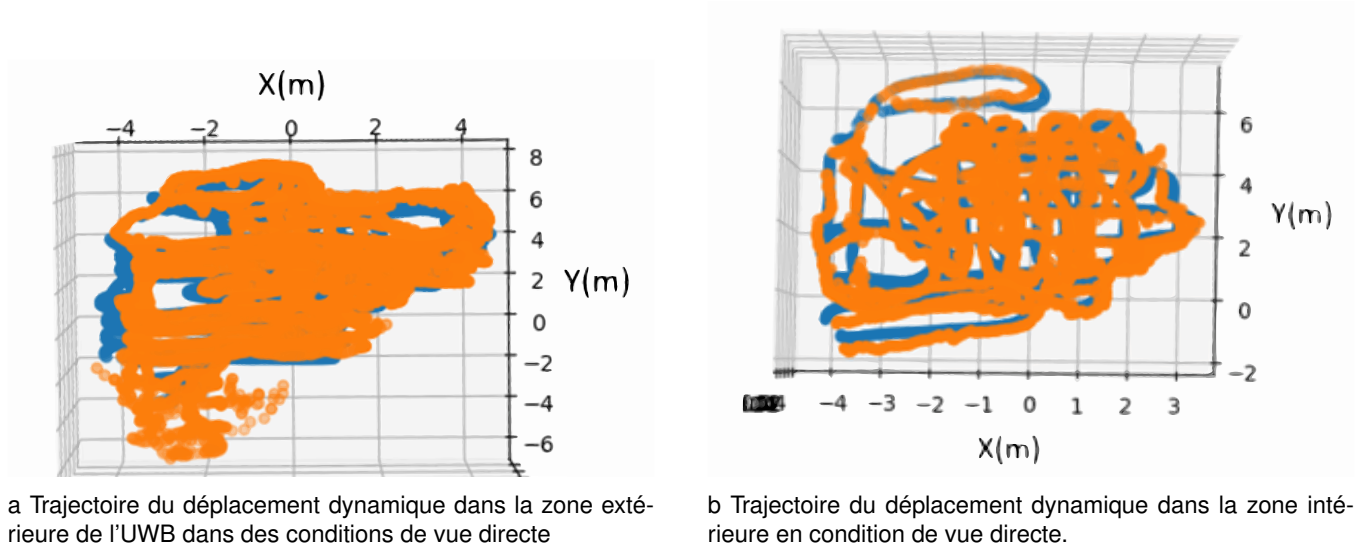 X(m)
−4 −2 0 2 4
8
6
4
2
0
−2
−4
−6
Y(m)
a Trajectoire du déplacement dynamique dans la zone exté-
rieure de l'UWB dans des conditions de vue directe
6
4
2
0
−2
Y(m)
−4 −3 −2 −1 0 1 2 3
X(m)
b Trajectoire du déplacement dynamique dans la zone inté-
rieure en condition de vue directe.